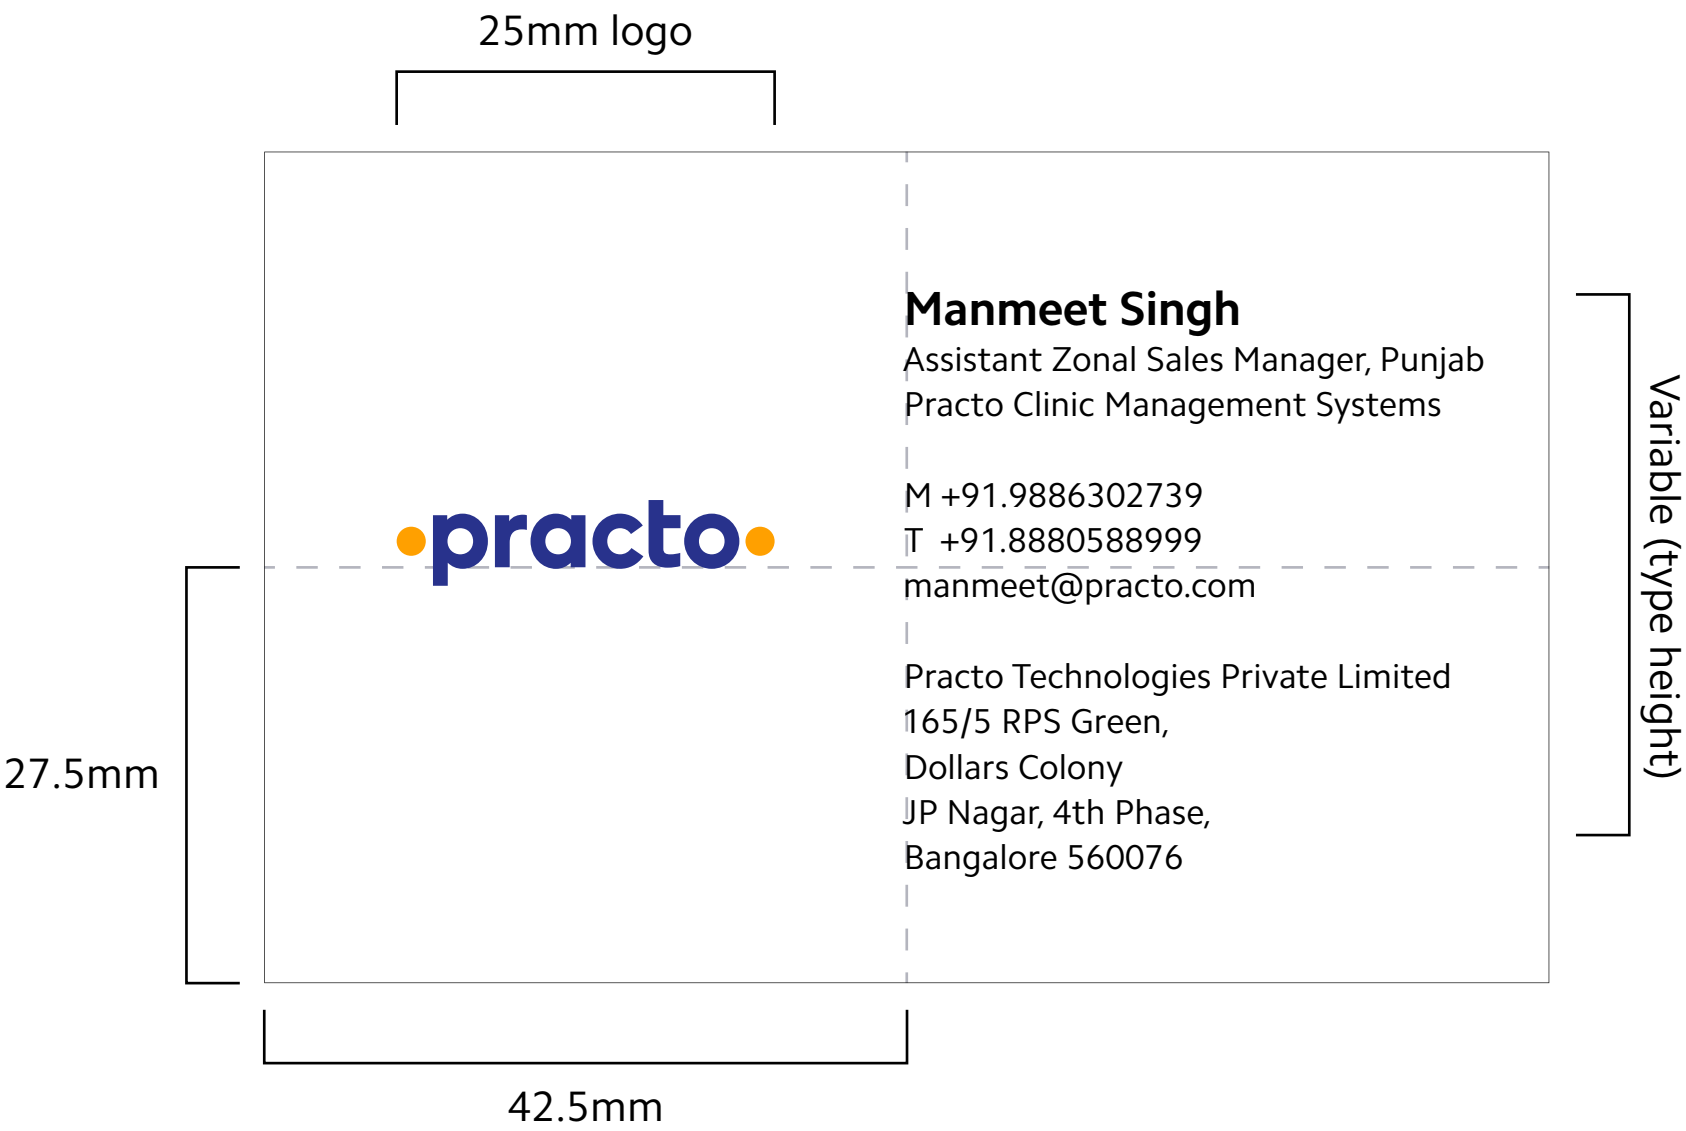 25mm logo
practo
Manmeet Singh
Assistant Zonal Sales Manager, Punjab
Practo Clinic Management Systems
M +91.9886302739
T +91.8880588999
manmeet@practo.com
Practo Technologies Private Limited
165/5 RPS Green,
Dollars Colony
JP Nagar, 4th Phase,
Bangalore 560076
Variable (type height)
27.5mm
42.5mm